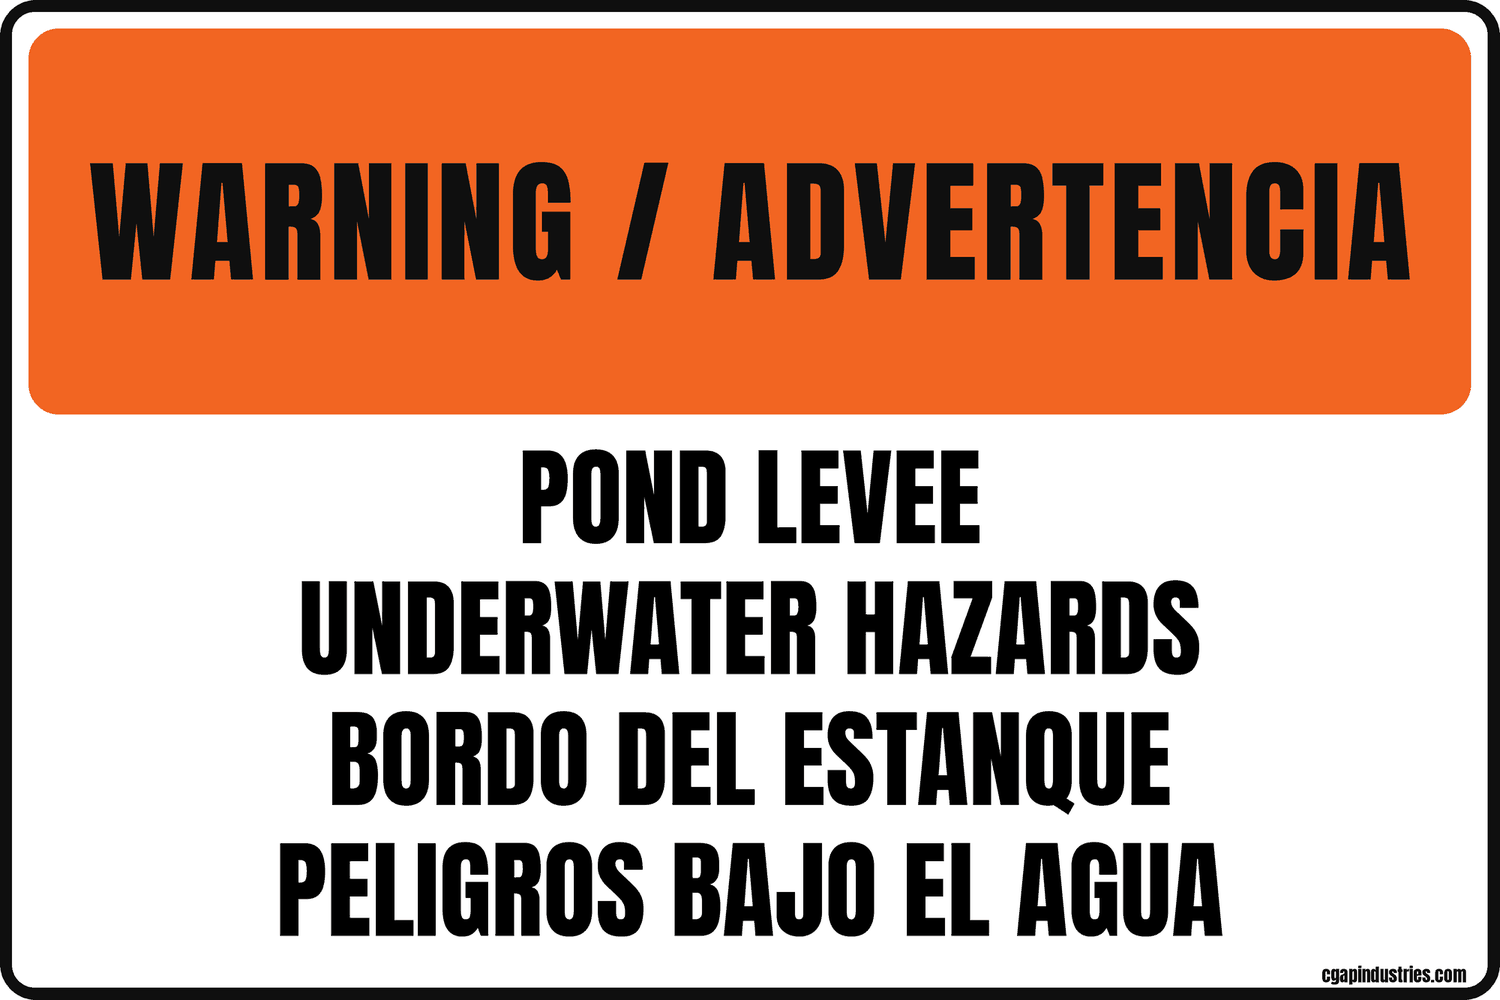 WARNING / ADVERTENCIA
POND LEVEE
UNDERWATER HAZARDS
BORDO DEL ESTANQUE
PELIGROS BAJO EL AGUA
cgapindustries.com